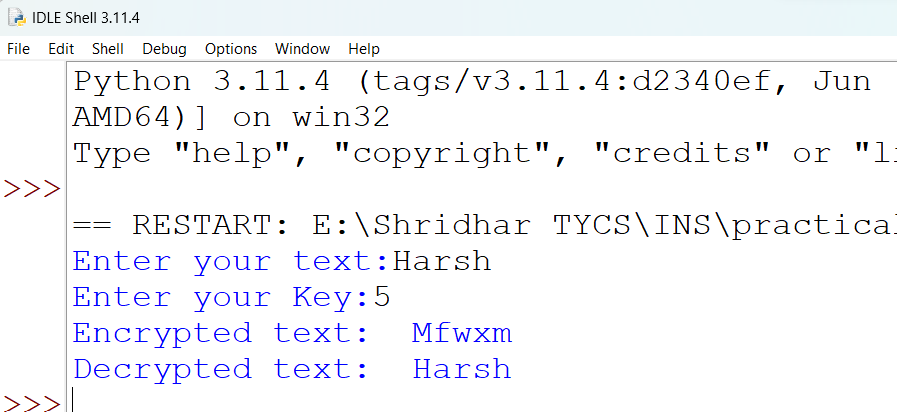 IDLE Shell 3.11.4
File Edit Shell Debug Options Window Help
Python 3.11.4 (tags/v3.11.4:d2340ef, Jun
AMD64)] on win32
Type "help", "copyright", "credits" or "li
>>>
== RESTART: E:\Shridhar TYCS\INS\practical
Enter your text:Harsh
Enter your Key:5
Encrypted text:  Mfwxm
Decrypted text:  Harsh
>>>